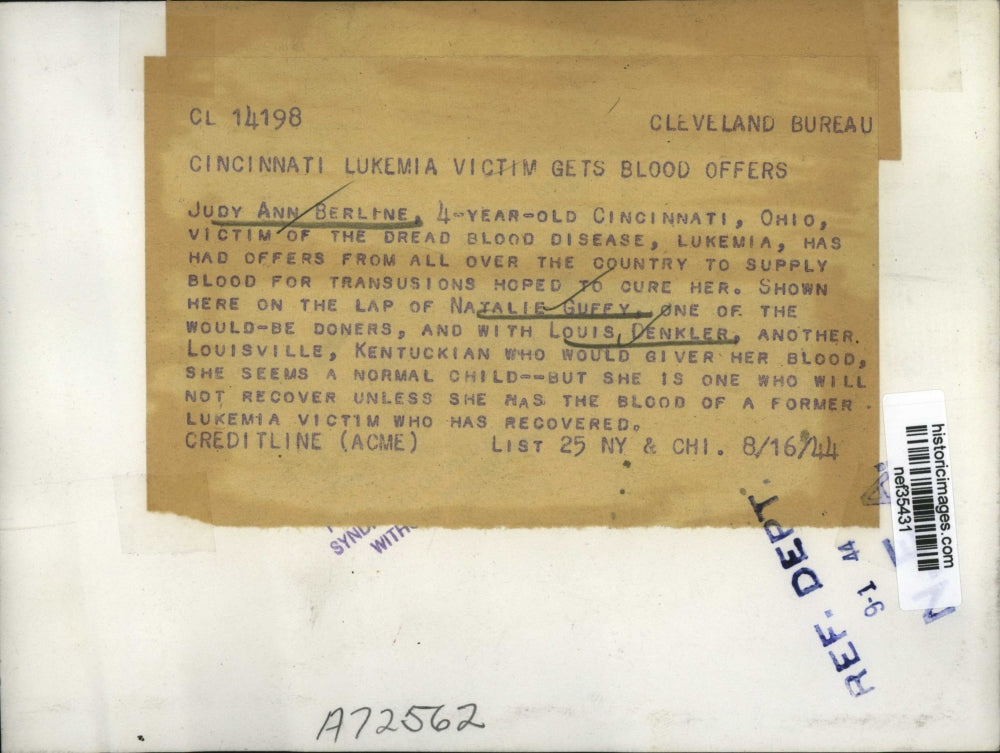 CL 14198 CLEVELAND BUREAU
CINCINNATI LUKEMIA VICTIM GETS BLOOD OFFERS
JUDY ANN BERLINE, 4-YEAR-OLD CINCINNATI, OHIO,
VICTIM OF THE DREAD BLOOD DISEASE, LUKEMIA, HAS
HAD OFFERS FROM ALL OVER THE COUNTRY TO SUPPLY
BLOOD FOR TRANSUSIONS HOPED TO CURE HER. SHOWN
HERE ON THE LAP OF NATALIE GUFFY, ONE OF THE
WOULD-BE DONERS, AND WITH LOUIS DENKLER, ANOTHER
LOUISVILLE, KENTUCKIAN WHO WOULD GIVER HER BLOOD,
SHE SEEMS A NORMAL CHILD--BUT SHE IS ONE WHO WILL
NOT RECOVER UNLESS SHE HAS THE BLOOD OF A FORMER
LUKEMIA VICTIM WHO HAS RECOVERED.
CREDITLINE (ACME) LIST 25 NY & CHI. 8/16/44
SYND
WITH
REF. DEPT.
9-1 44
historicimages.com
nef35431
A72562